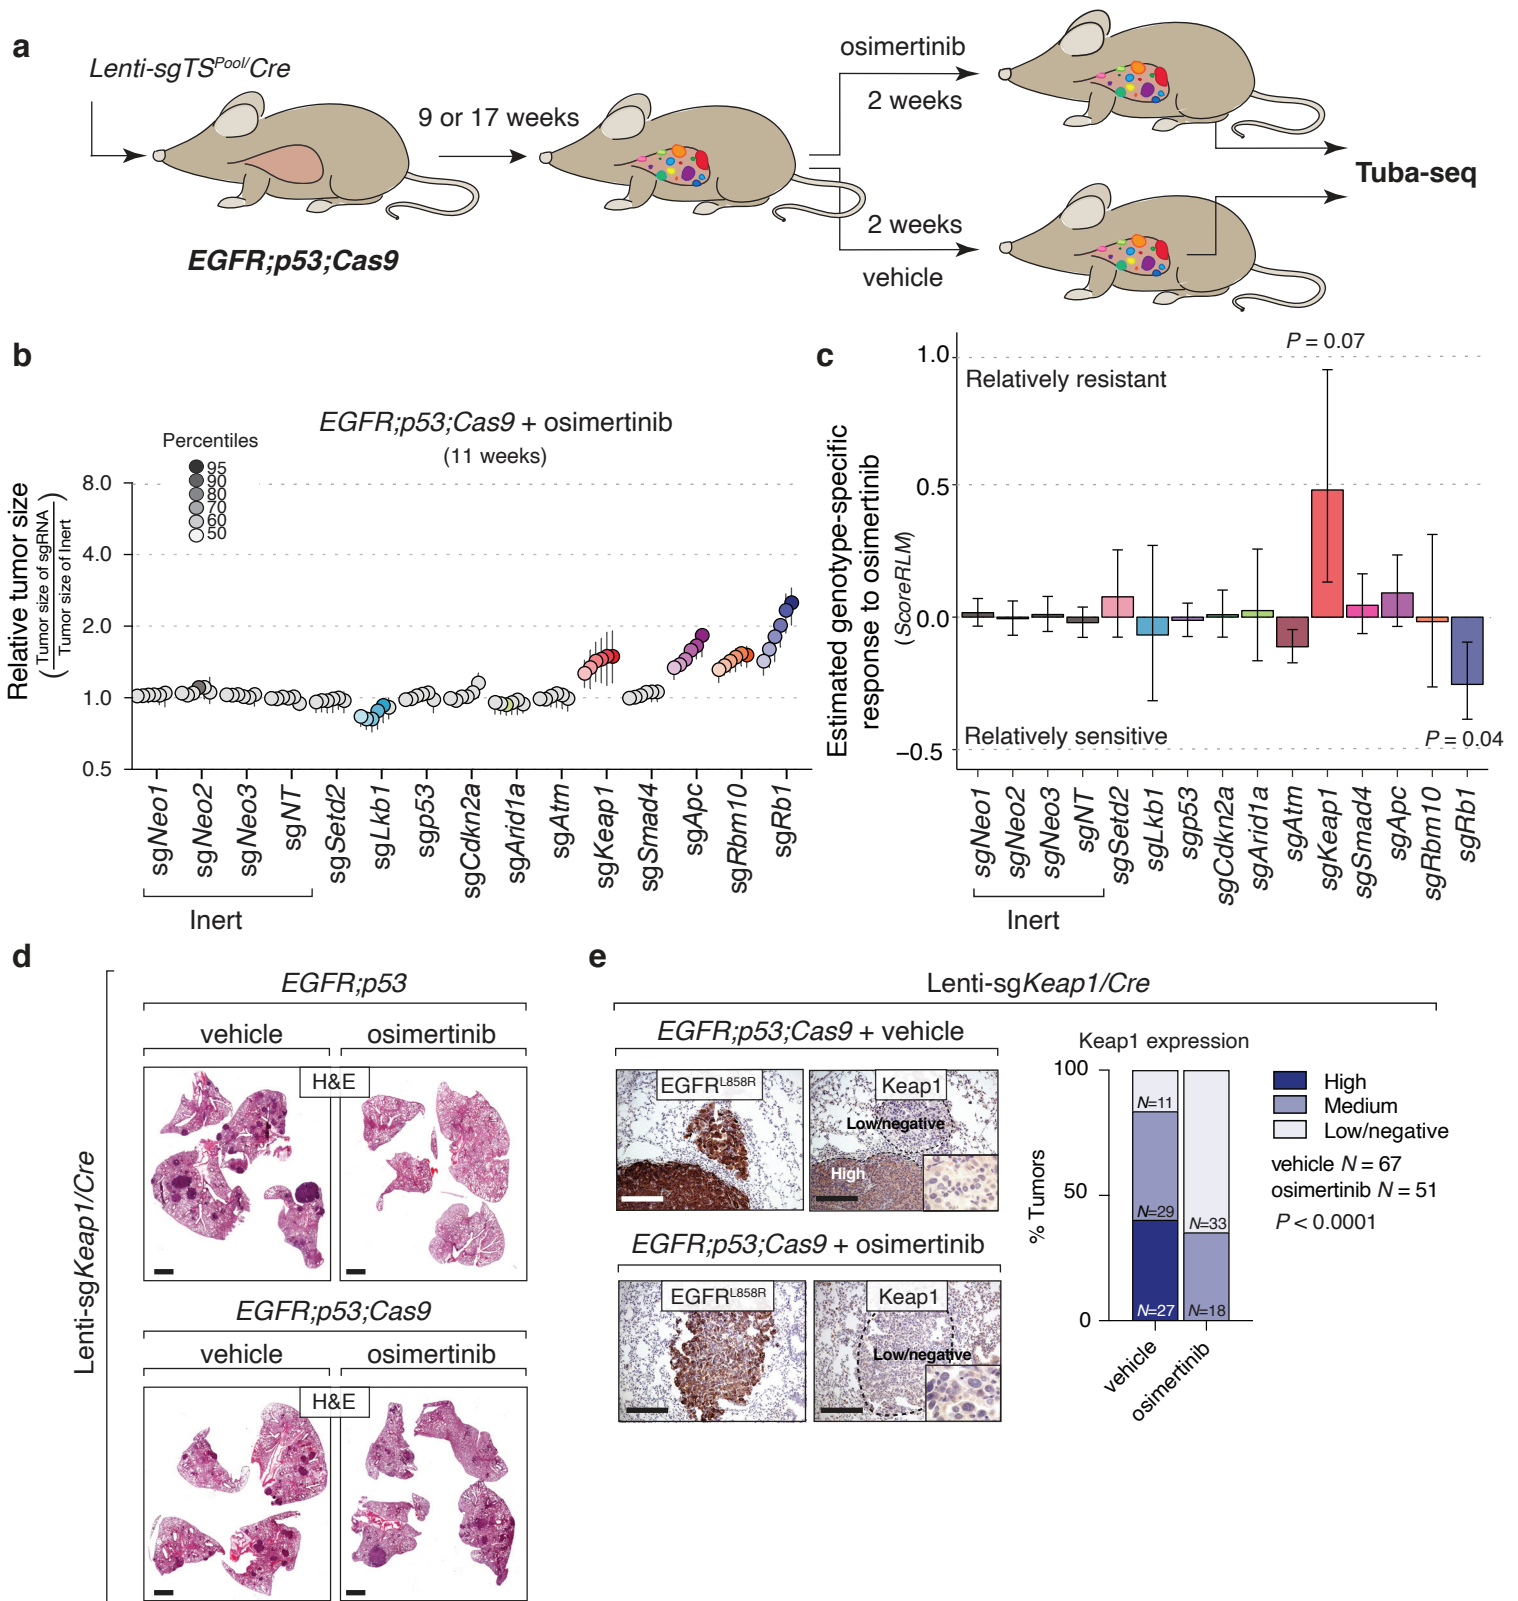 a
Lenti-sgTSPool/Cre
9 or 17 weeks
EGFR;p53;Cas9
osimertinib
2 weeks
2 weeks
vehicle
Tuba-seq
b
EGFR;p53;Cas9 + osimertinib
(11 weeks)
Percentiles
95
90
80
70
60
50
Relative tumor size
(Tumor size of sgRNA
Tumor size of Inert)
8.0
4.0
2.0
1.0
0.5
sgNeo1
sgNeo2
sgNeo3
sgNT
sgSetd2
sgLkb1
sgp53
sgCdkn2a
sgArid1a
sgAtm
sgKeap1
sgSmad4
sgApc
sgRbm10
sgRb1
Inert
c
Estimated genotype-specific
response to osimertinib
(ScoreRLM)
1.0
0.5
0.0
−0.5
P = 0.07
Relatively resistant
Relatively sensitive
P = 0.04
sgNeo1
sgNeo2
sgNeo3
sgNT
sgSetd2
sgLkb1
sgp53
sgCdkn2a
sgArid1a
sgAtm
sgKeap1
sgSmad4
sgApc
sgRbm10
sgRb1
Inert
d
Lenti-sgKeap1/Cre
EGFR;p53
vehicle
osimertinib
H&E
EGFR;p53;Cas9
vehicle
osimertinib
H&E
e
Lenti-sgKeap1/Cre
EGFR;p53;Cas9 + vehicle
EGFRL858R
Keap1
Low/negative
High
EGFR;p53;Cas9 + osimertinib
EGFRL858R
Keap1
Low/negative
Keap1 expression
% Tumors
100
50
0
N=11
N=29
N=27
N=33
N=18
vehicle
osimertinib
High
Medium
Low/negative
vehicle N = 67
osimertinib N = 51
P < 0.0001